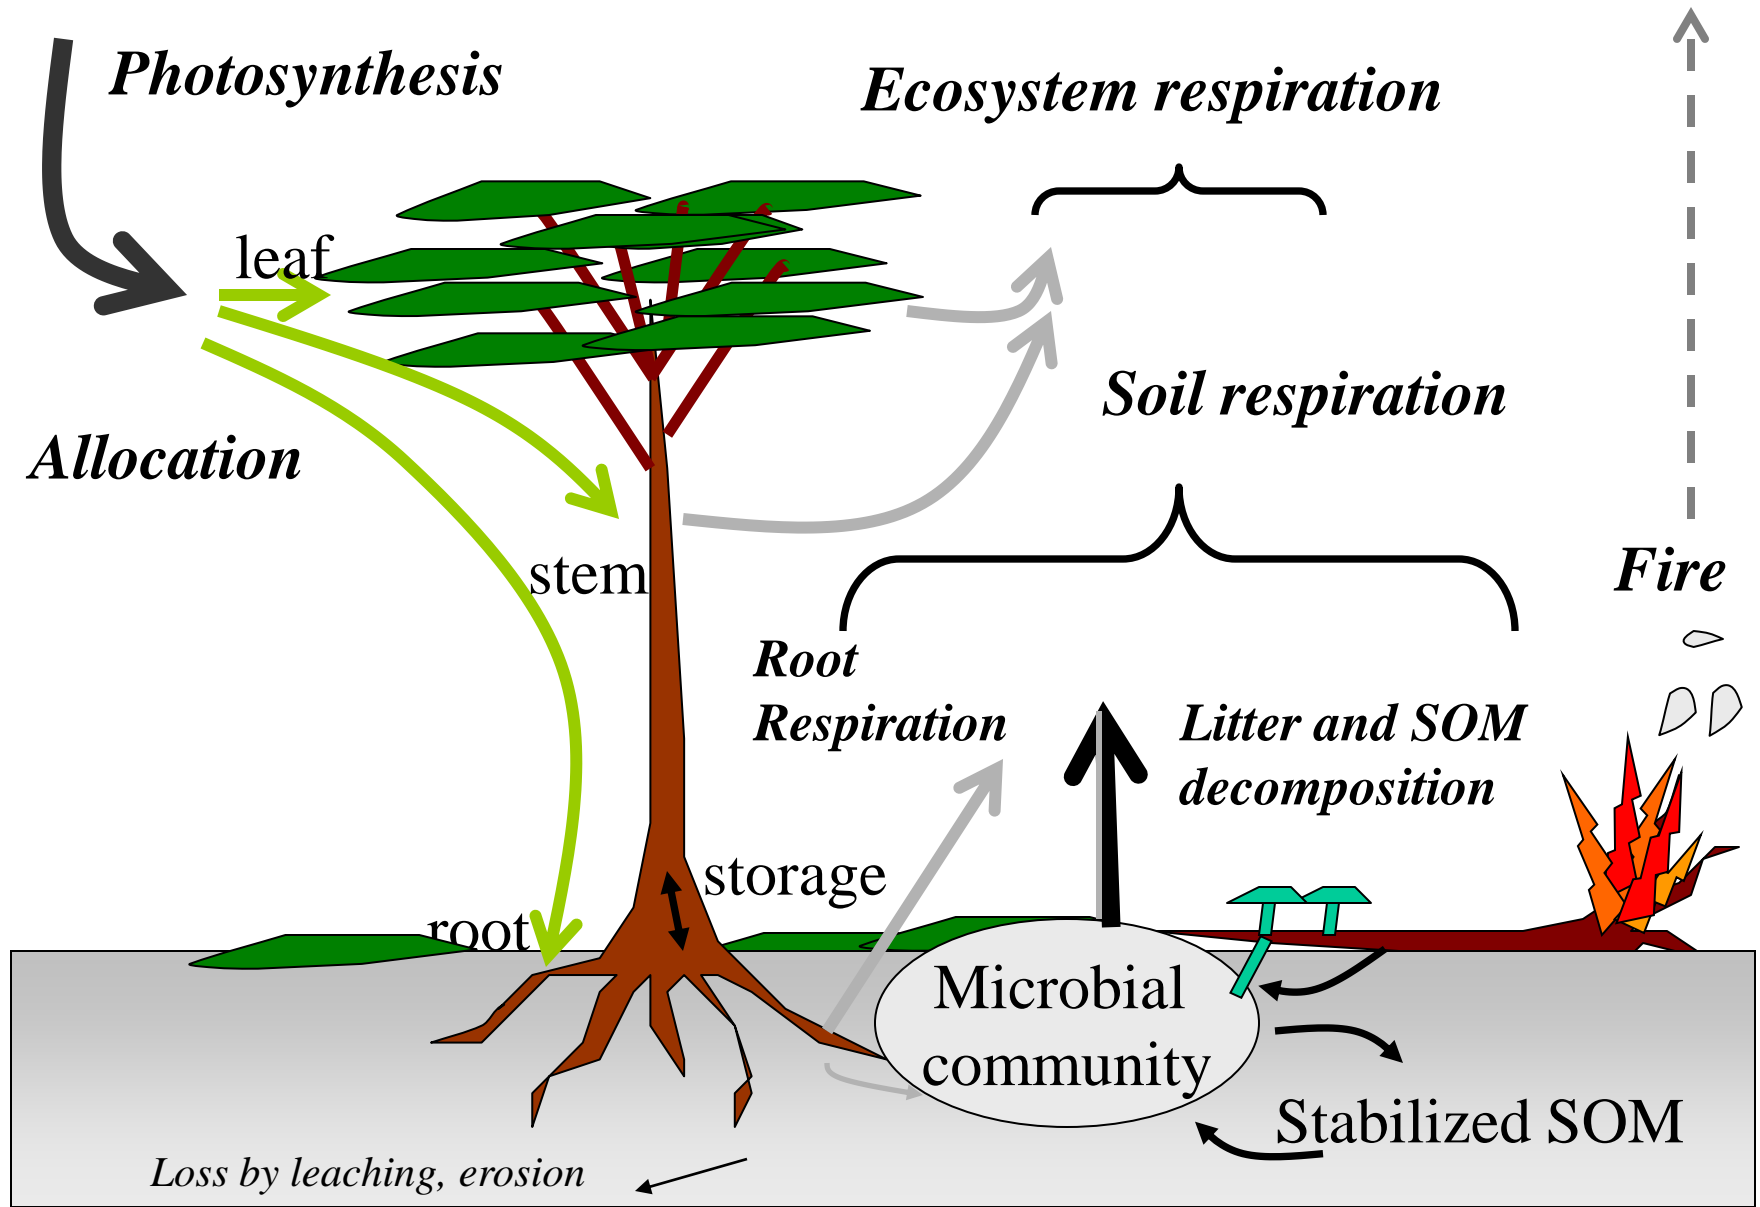 Photosynthesis
Ecosystem respiration
leaf
Soil respiration
Allocation
stem
Fire
Root
Respiration
Litter and SOM
decomposition
storage
root
Microbial
community
Stabilized SOM
Loss by leaching, erosion